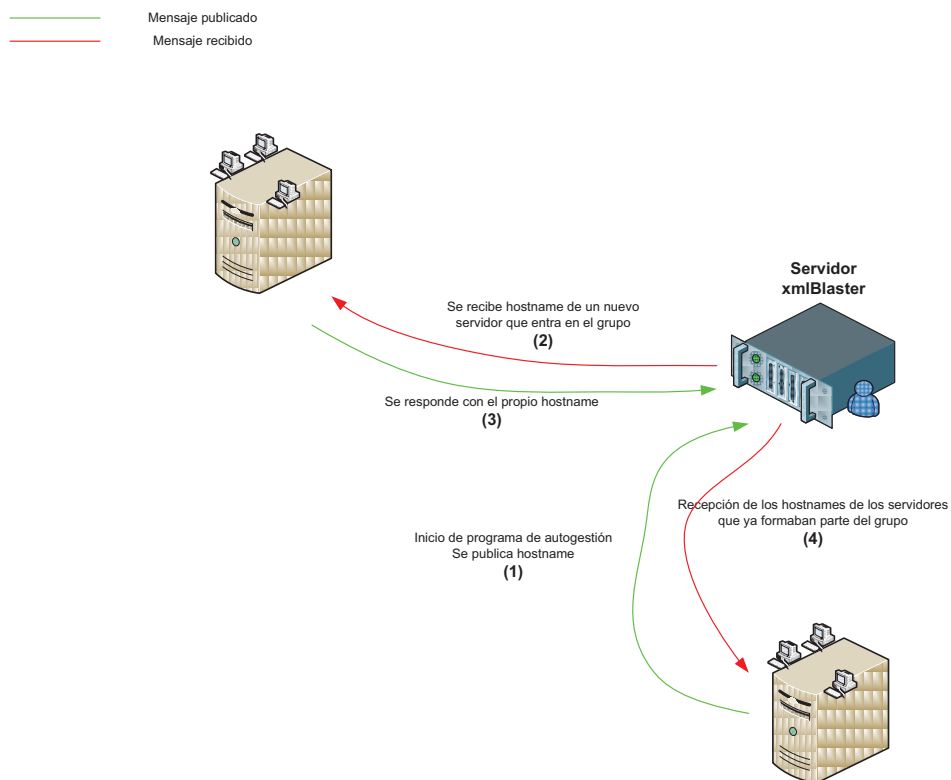 Mensaje publicado
Mensaje recibido
Servidor
xmlBlaster
Se recibe hostname de un nuevo
servidor que entra en el grupo
(2)
Se responde con el propio hostname
(3)
Recepción de los hostnames de los servidores
que ya formaban parte del grupo
(4)
Inicio de programa de autogestión
Se publica hostname
(1)